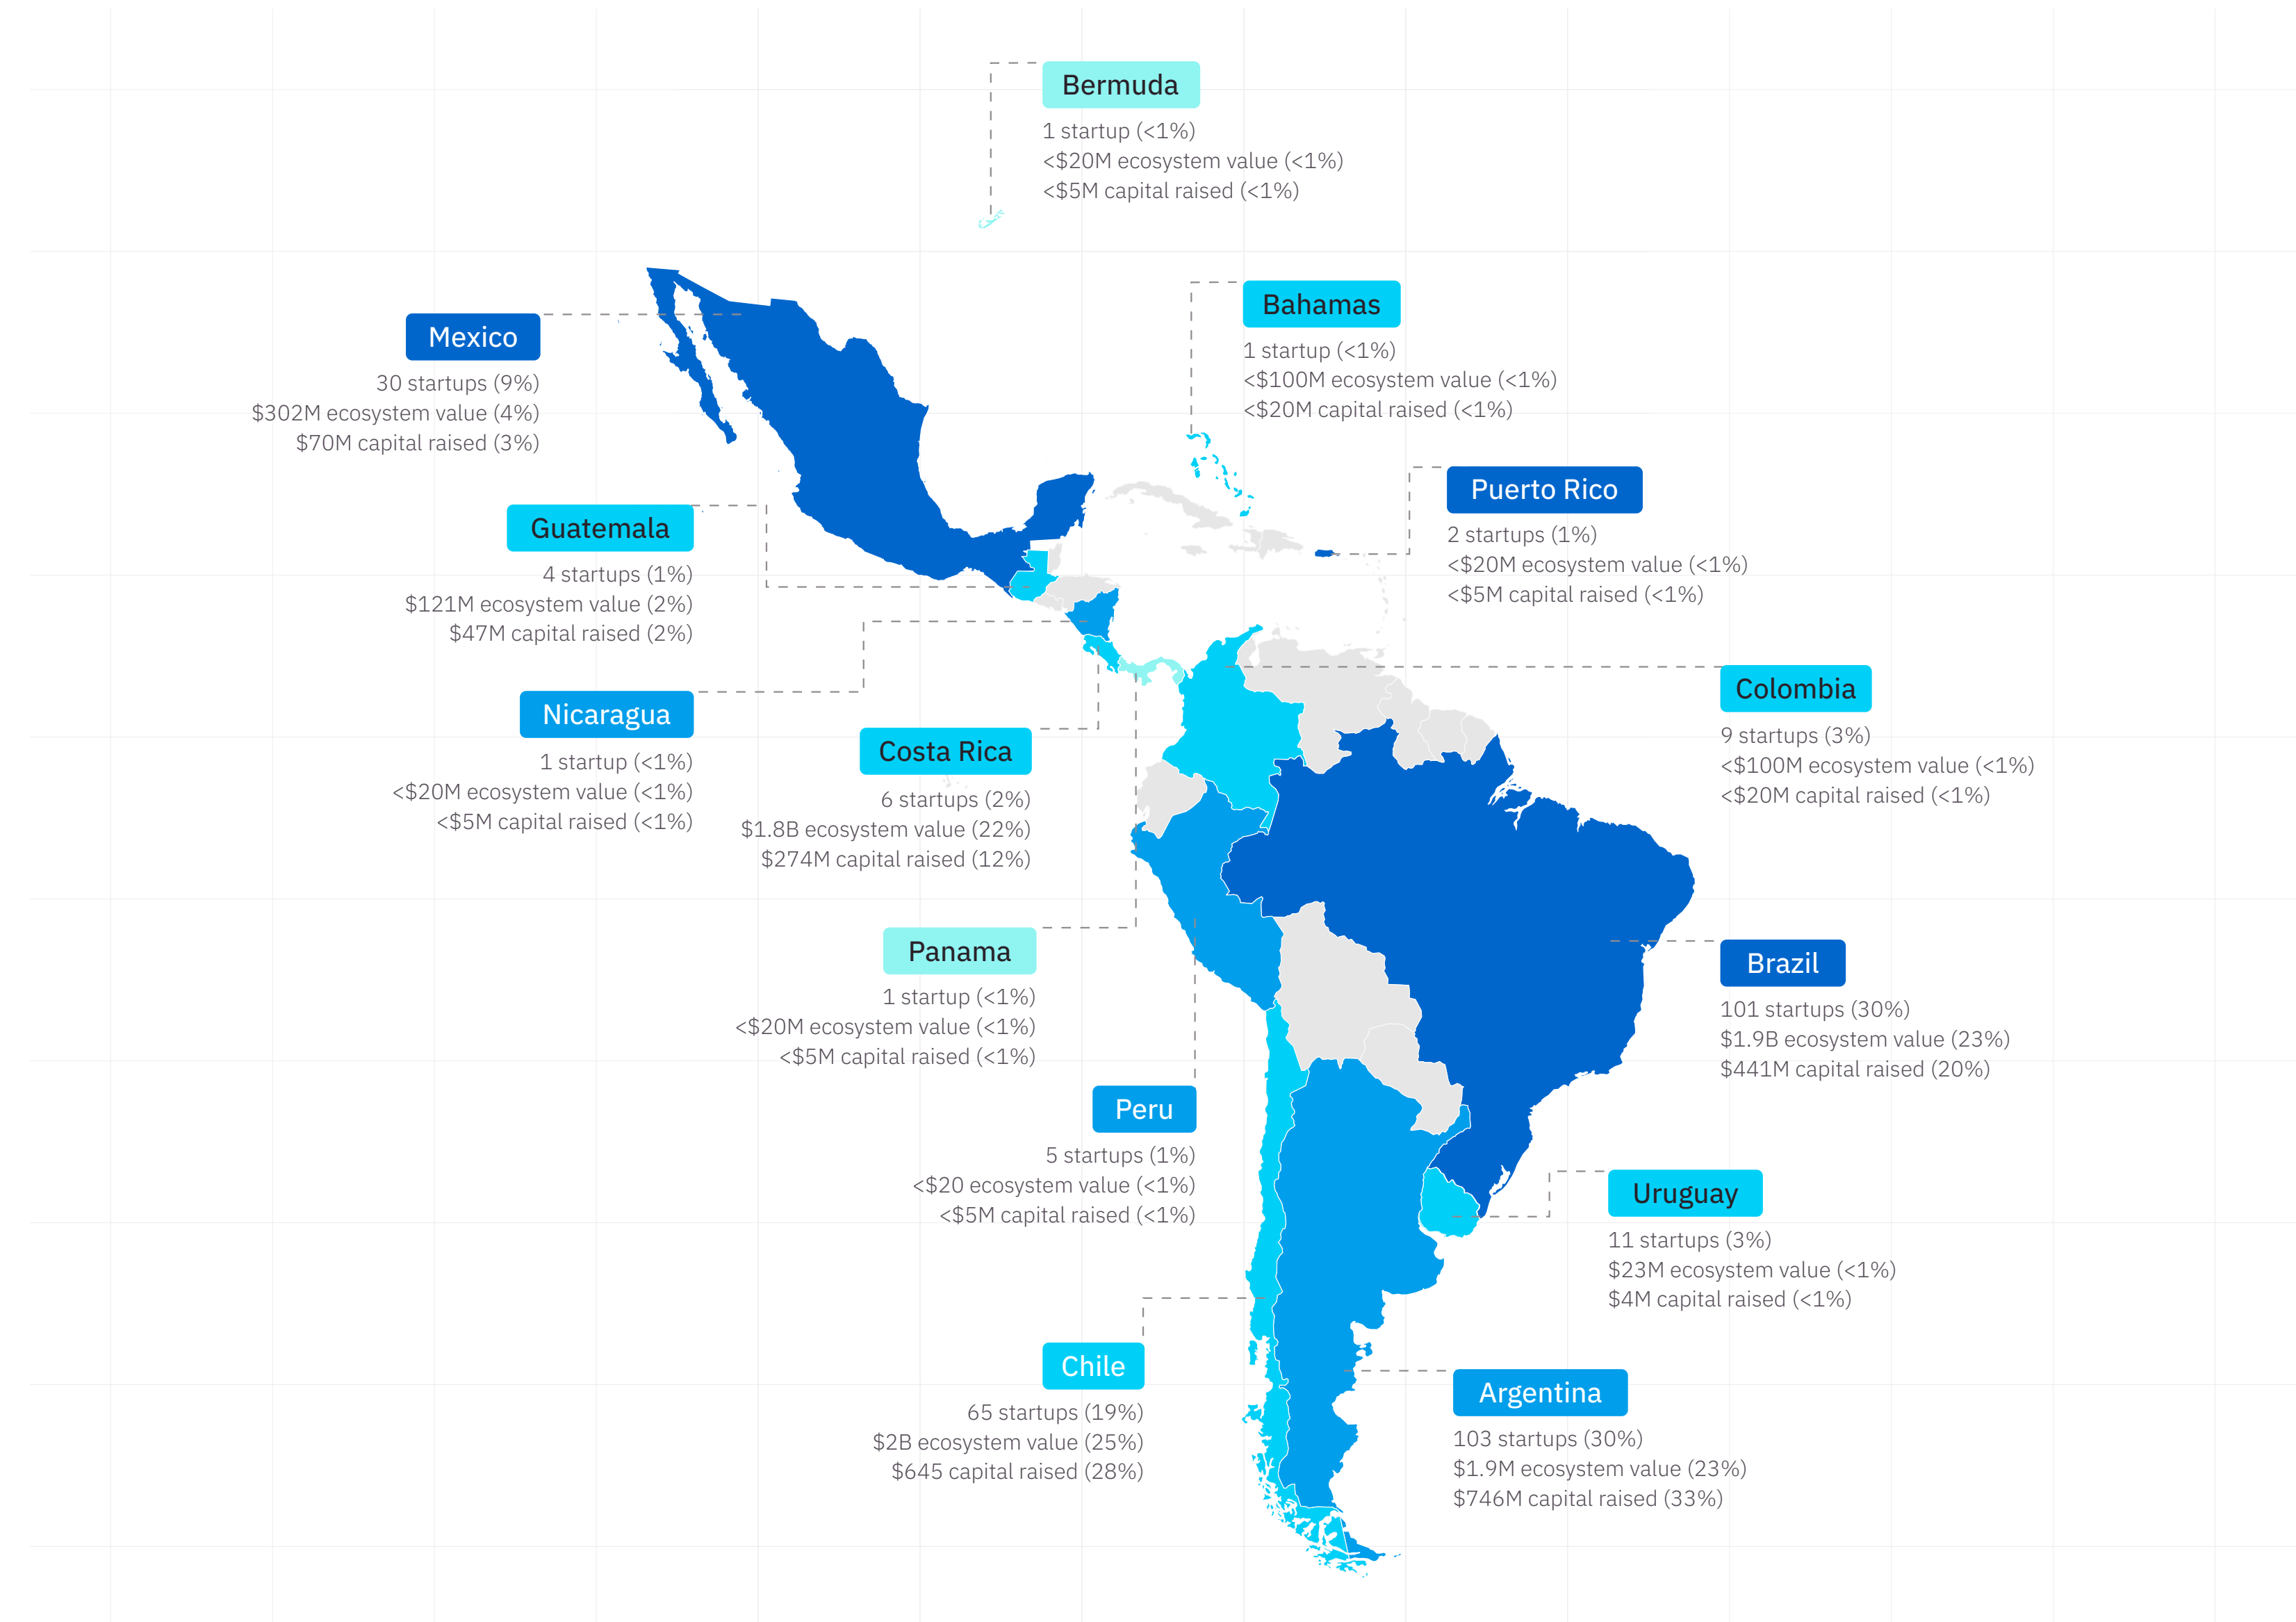 Bermuda
1 startup (<1%)
<$20M ecosystem value (<1%)
<$5M capital raised (<1%)
Bahamas
1 startup (<1%)
<$100M ecosystem value (<1%)
<$20M capital raised (<1%)
Mexico
30 startups (9%)
$302M ecosystem value (4%)
$70M capital raised (3%)
Puerto Rico
2 startups (1%)
<$20M ecosystem value (<1%)
<$5M capital raised (<1%)
Guatemala
4 startups (1%)
$121M ecosystem value (2%)
$47M capital raised (2%)
Colombia
9 startups (3%)
<$100M ecosystem value (<1%)
<$20M capital raised (<1%)
Nicaragua
1 startup (<1%)
<$20M ecosystem value (<1%)
<$5M capital raised (<1%)
Costa Rica
6 startups (2%)
$1.8B ecosystem value (22%)
$274M capital raised (12%)
Panama
1 startup (<1%)
<$20M ecosystem value (<1%)
<$5M capital raised (<1%)
Brazil
101 startups (30%)
$1.9B ecosystem value (23%)
$441M capital raised (20%)
Peru
5 startups (1%)
<$20 ecosystem value (<1%)
<$5M capital raised (<1%)
Uruguay
11 startups (3%)
$23M ecosystem value (<1%)
$4M capital raised (<1%)
Chile
65 startups (19%)
$2B ecosystem value (25%)
$645 capital raised (28%)
Argentina
103 startups (30%)
$1.9M ecosystem value (23%)
$746M capital raised (33%)